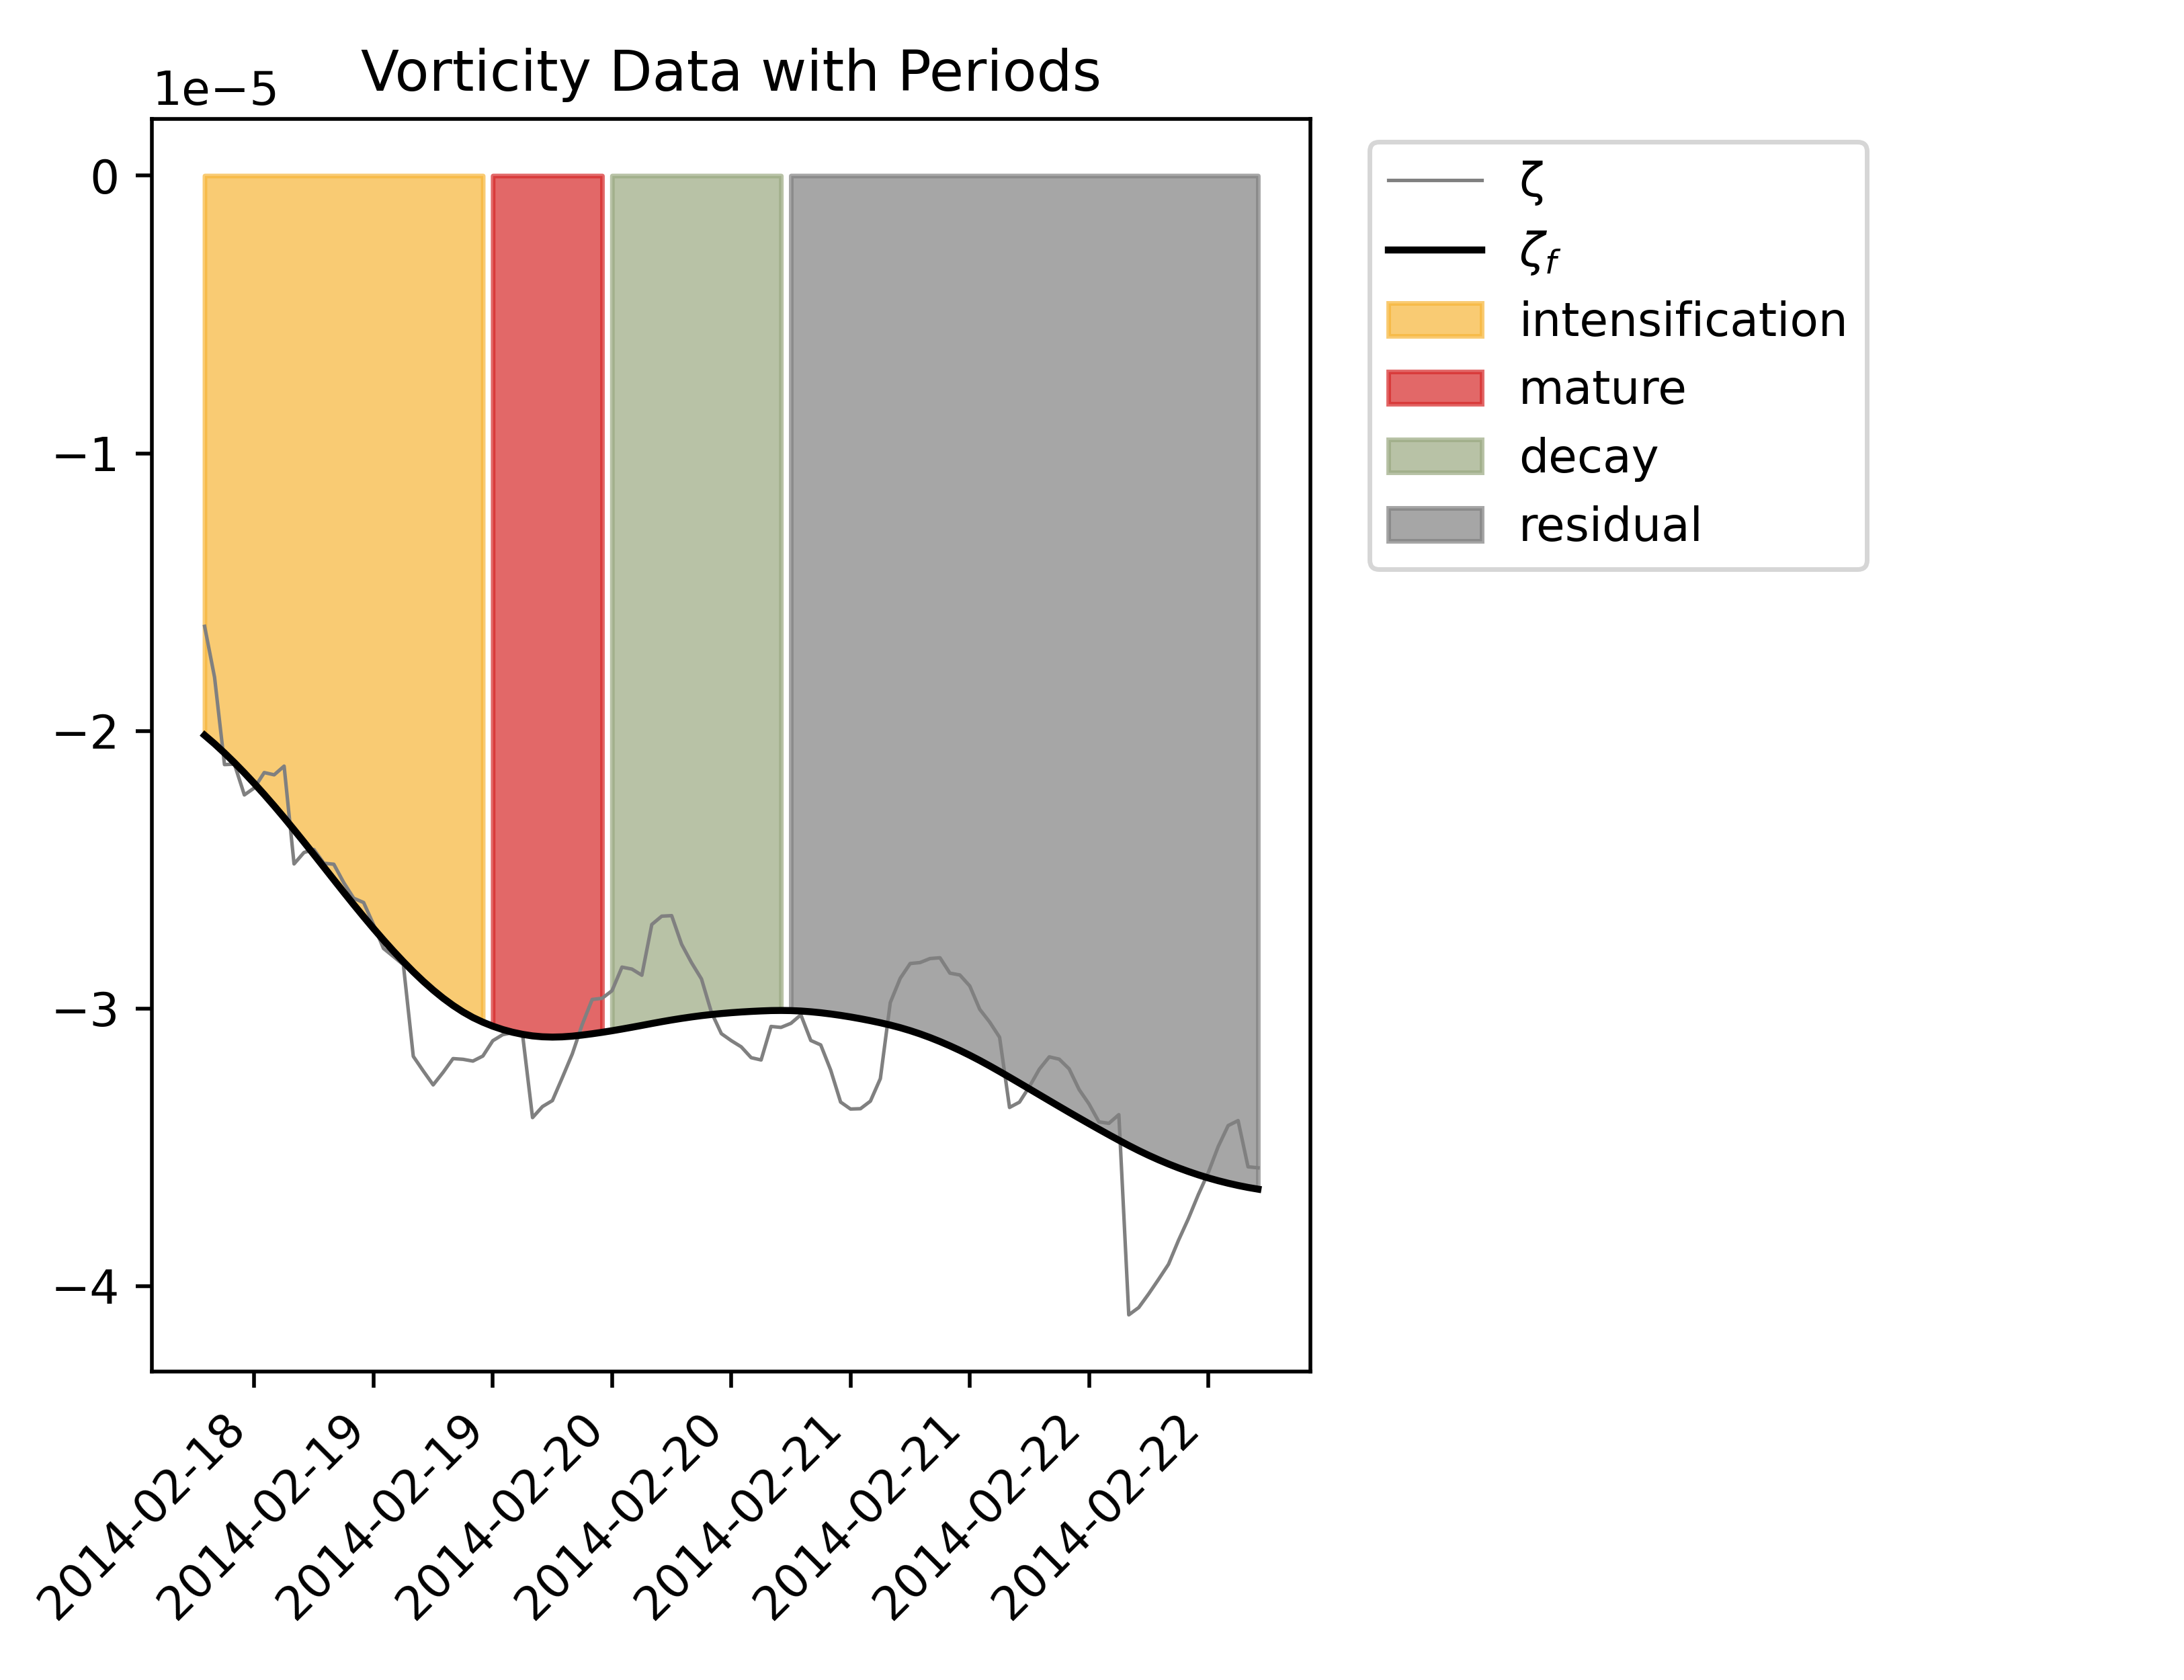 Vorticity Data with Periods
1e−5
0
−1
−2
−3
−4
2014-02-18
2014-02-19
2014-02-19
2014-02-20
2014-02-20
2014-02-21
2014-02-21
2014-02-22
2014-02-22
ζ
ζf
intensification
mature
decay
residual